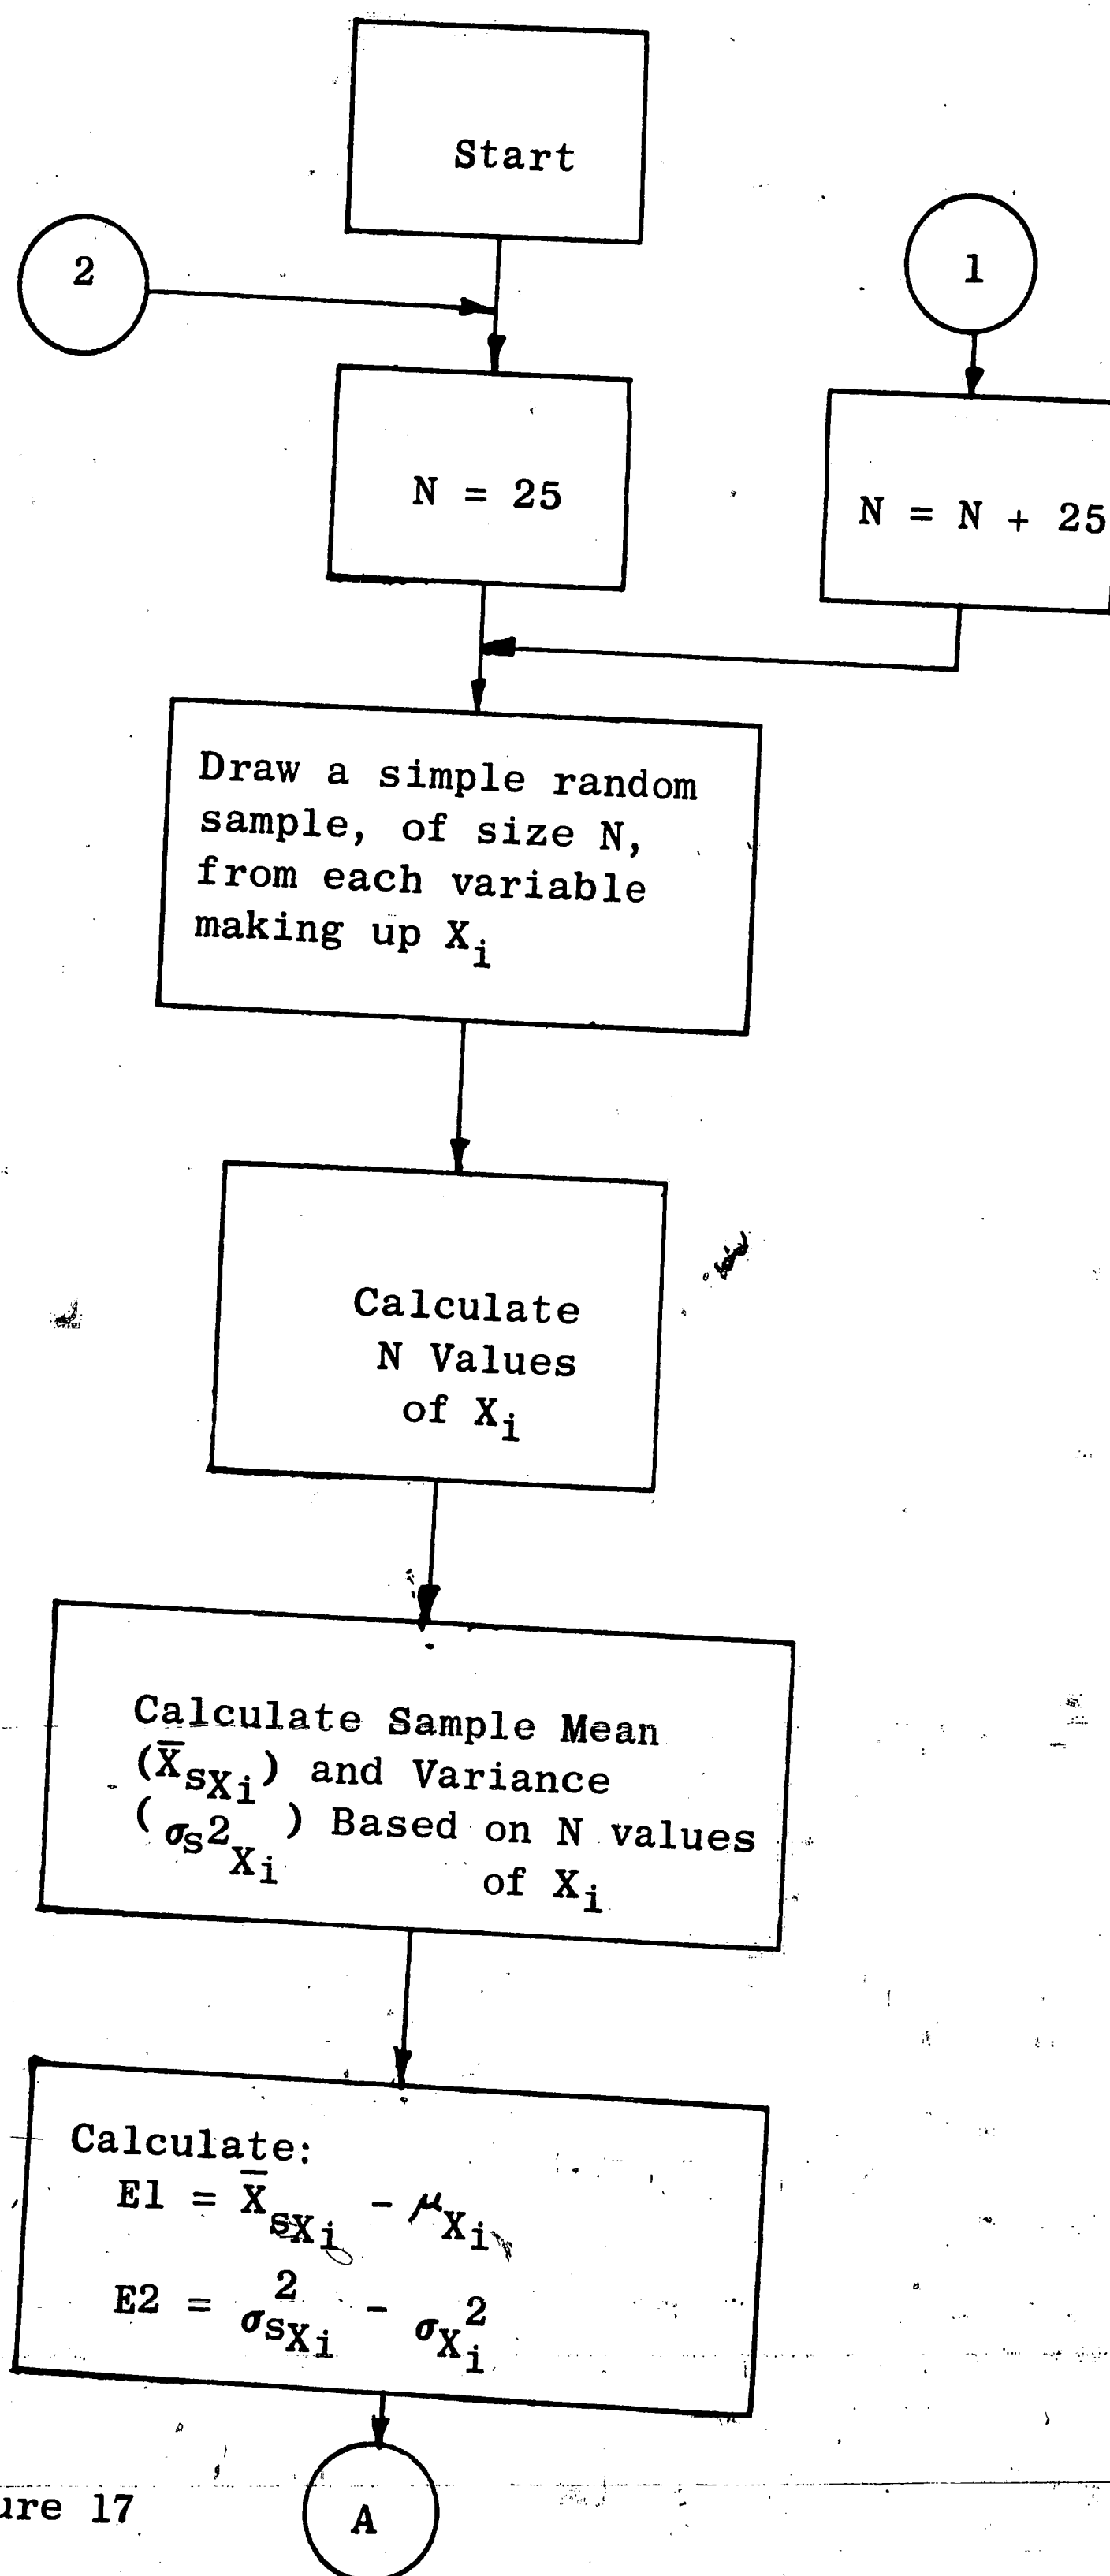 Start
2
1
N = 25
N = N + 25
Draw a simple random
sample, of size N,
from each variable
making up Xᵢ
Calculate
N Values
of Xᵢ
Calculate Sample Mean
(X̄ₛXᵢ) and Variance
(σₛ²Xᵢ) Based on N values
of Xᵢ
Calculate:
E1 = X̄ₛXᵢ - μXᵢ
E2 = σ²ₛXᵢ - σXᵢ²
A
ure 17